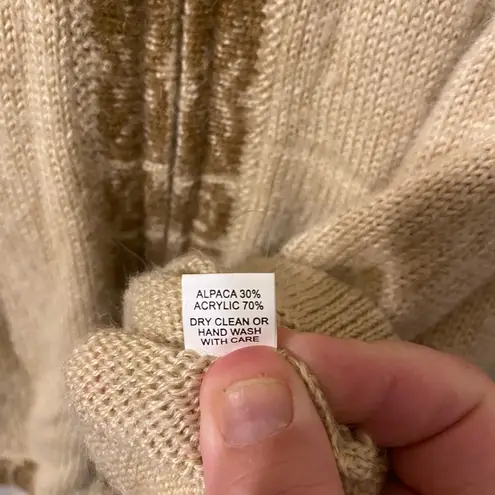 ALPACA 30%
ACRYLIC 70%
DRY CLEAN OR
HAND WASH
WITH CARE